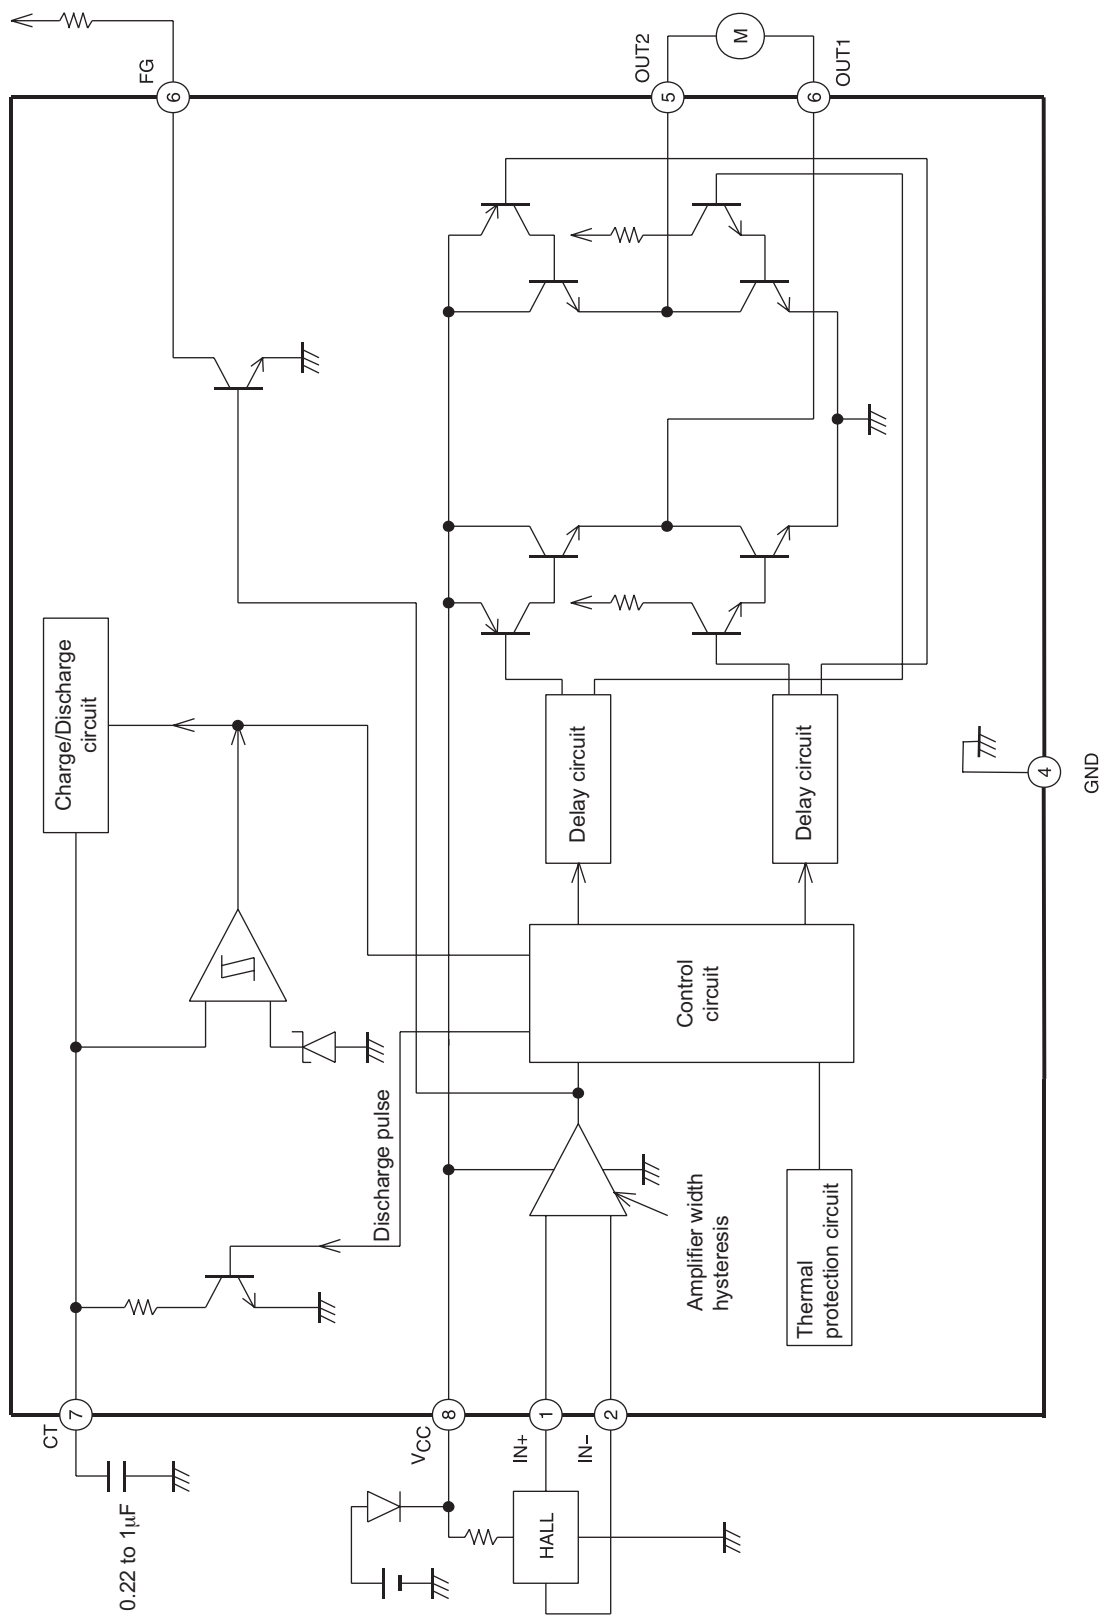 FG
6
OUT2
5
M
OUT1
6
Charge/Discharge
circuit
Delay circuit
Delay circuit
GND
4
Control
circuit
Discharge pulse
Amplifier width
hysteresis
Thermal
protection circuit
CT
7
VCC
8
IN+
1
IN–
2
0.22 to 1μF
HALL